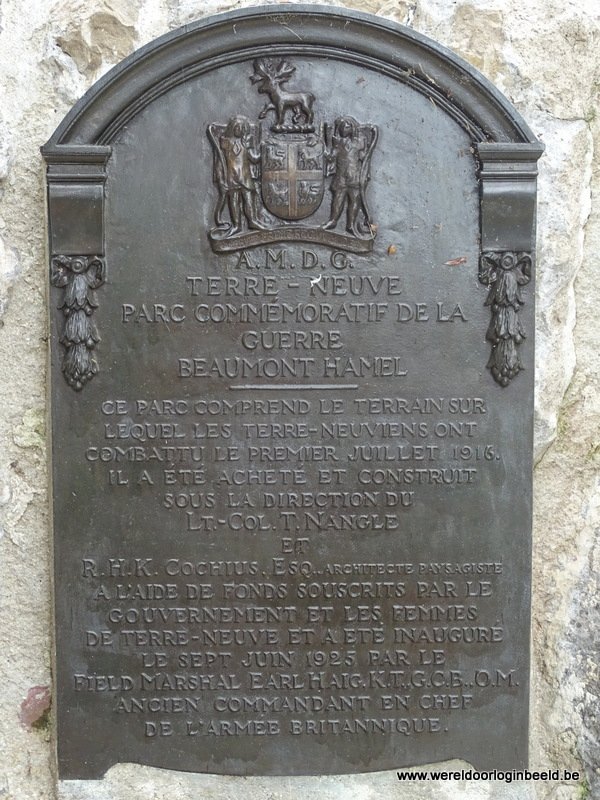 A.M.D.G.
TERRE-NEUVE
PARC COMMÉMORATIF DE LA
GUERRE
BEAUMONT HAMEL
CE PARC COMPREND LE TERRAIN SUR
LEQUEL LES TERRE-NEUVIENS ONT
COMBATTU LE PREMIER JUILLET 1916.
IL A ÉTÉ ACHETÉ ET CONSTRUIT
SOUS LA DIRECTION DU
LT.-COL. T. NANGLE
ET
R.H.K. COCHIUS, ESQ., ARCHITECTE PAYSAGISTE
A L'AIDE DE FONDS SOUSCRITS PAR LE
GOUVERNEMENT ET LES FEMMES
DE TERRE-NEUVE ET A ÉTÉ INAUGURÉ
LE SEPT JUIN 1925 PAR LE
FIELD MARSHAL EARL HAIG, K.T., G.C.B., O.M.
ANCIEN COMMANDANT EN CHEF
DE L'ARMÉE BRITANNIQUE.
www.wereldoorloginbeeld.be